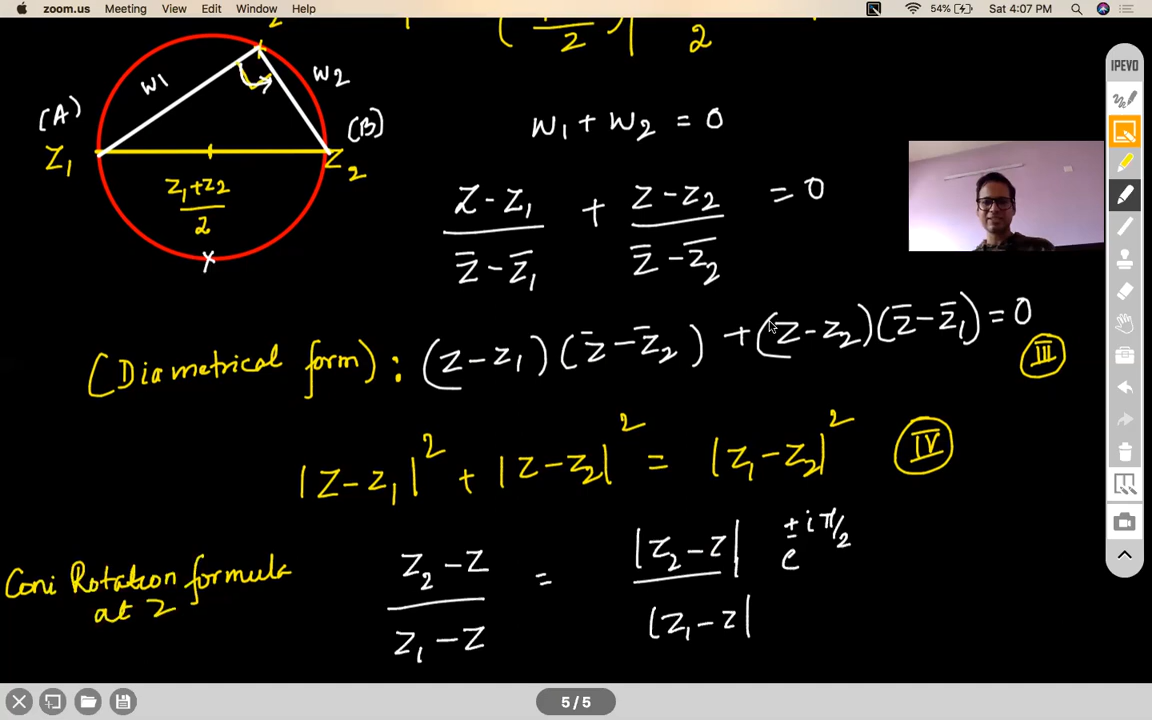 zoom.us Meeting View Edit Window Help 54% Sat 4:07 PM
IPEVO
2
2
z
w1
w2
(A)
(B)
z1
z2
z1+z2
2
w1 + w2 = 0
z-z1 + z-z2 = 0
z̅-z̅1 z̅-z̅2
(Diametrical form) : (z-z1)(z̅-z̅2) + (z-z2)(z̅-z̅1) = 0
III
|z-z1|² + |z-z2|² = |z1-z2|² IV
Coni Rotation formula
at z
z2-z = |z2-z| e^±iπ/2
z1-z |z1-z|
5/5